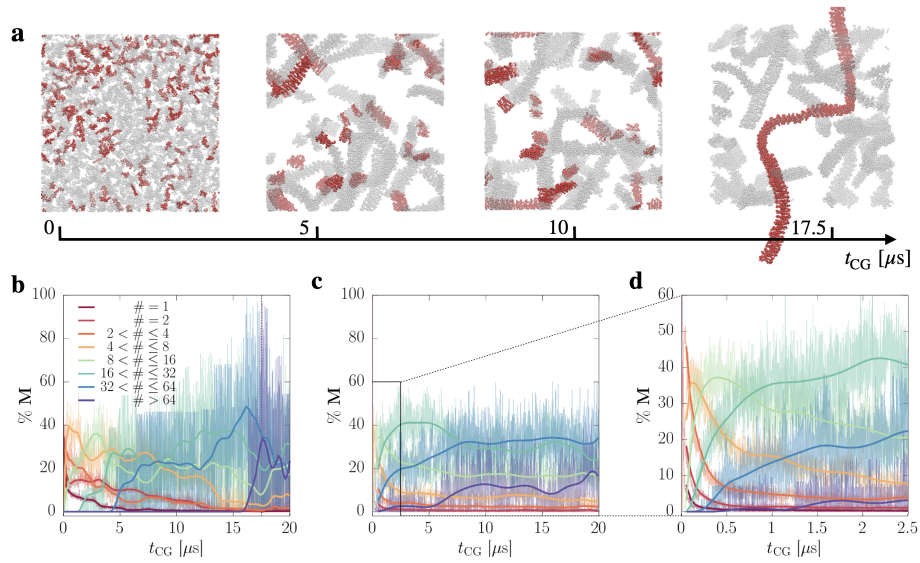 a
0 5 10 17.5
t_CG [μs]
b c d
100 100 60
80 80 50
60 60 40
40 40 30
20 20 20
0 0 10
0
% M % M % M
# = 1
# = 2
2 < # ≤ 4
4 < # ≤ 8
8 < # ≤ 16
16 < # ≤ 32
32 < # ≤ 64
# > 64
0 5 10 15 20 0 5 10 15 20 0 0.5 1 1.5 2 2.5
t_CG [μs] t_CG [μs] t_CG [μs]